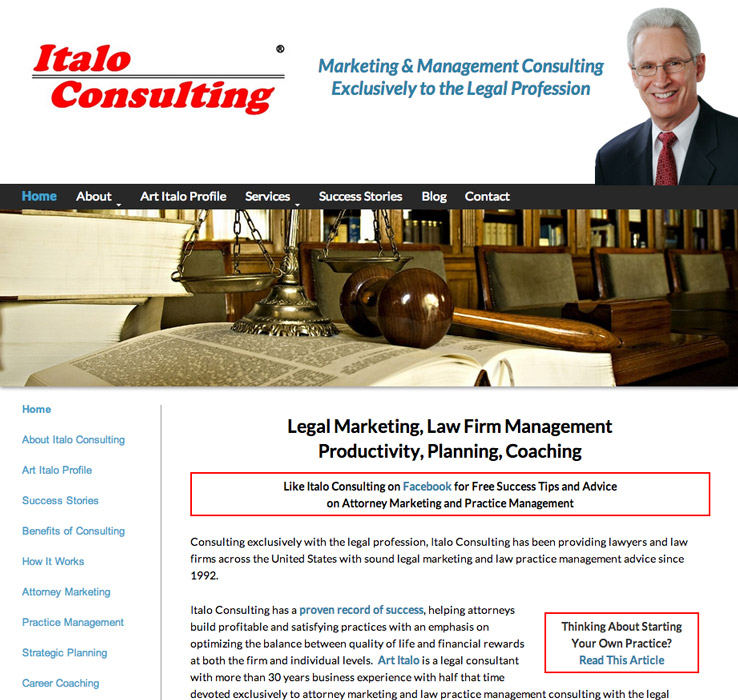 Italo ®
Consulting
Marketing & Management Consulting
Exclusively to the Legal Profession
Home About Art Italo Profile Services Success Stories Blog Contact
Home
About Italo Consulting
Art Italo Profile
Success Stories
Benefits of Consulting
How It Works
Attorney Marketing
Practice Management
Strategic Planning
Career Coaching
Legal Marketing, Law Firm Management
Productivity, Planning, Coaching
Like Italo Consulting on Facebook for Free Success Tips and Advice
on Attorney Marketing and Practice Management
Consulting exclusively with the legal profession, Italo Consulting has been providing lawyers and law
firms across the United States with sound legal marketing and law practice management advice since
1992.
Italo Consulting has a proven record of success, helping attorneys
build profitable and satisfying practices with an emphasis on
optimizing the balance between quality of life and financial rewards
at both the firm and individual levels. Art Italo is a legal consultant
with more than 30 years business experience with half that time
devoted exclusively to attorney marketing and law practice management consulting with the legal
Thinking About Starting
Your Own Practice?
Read This Article